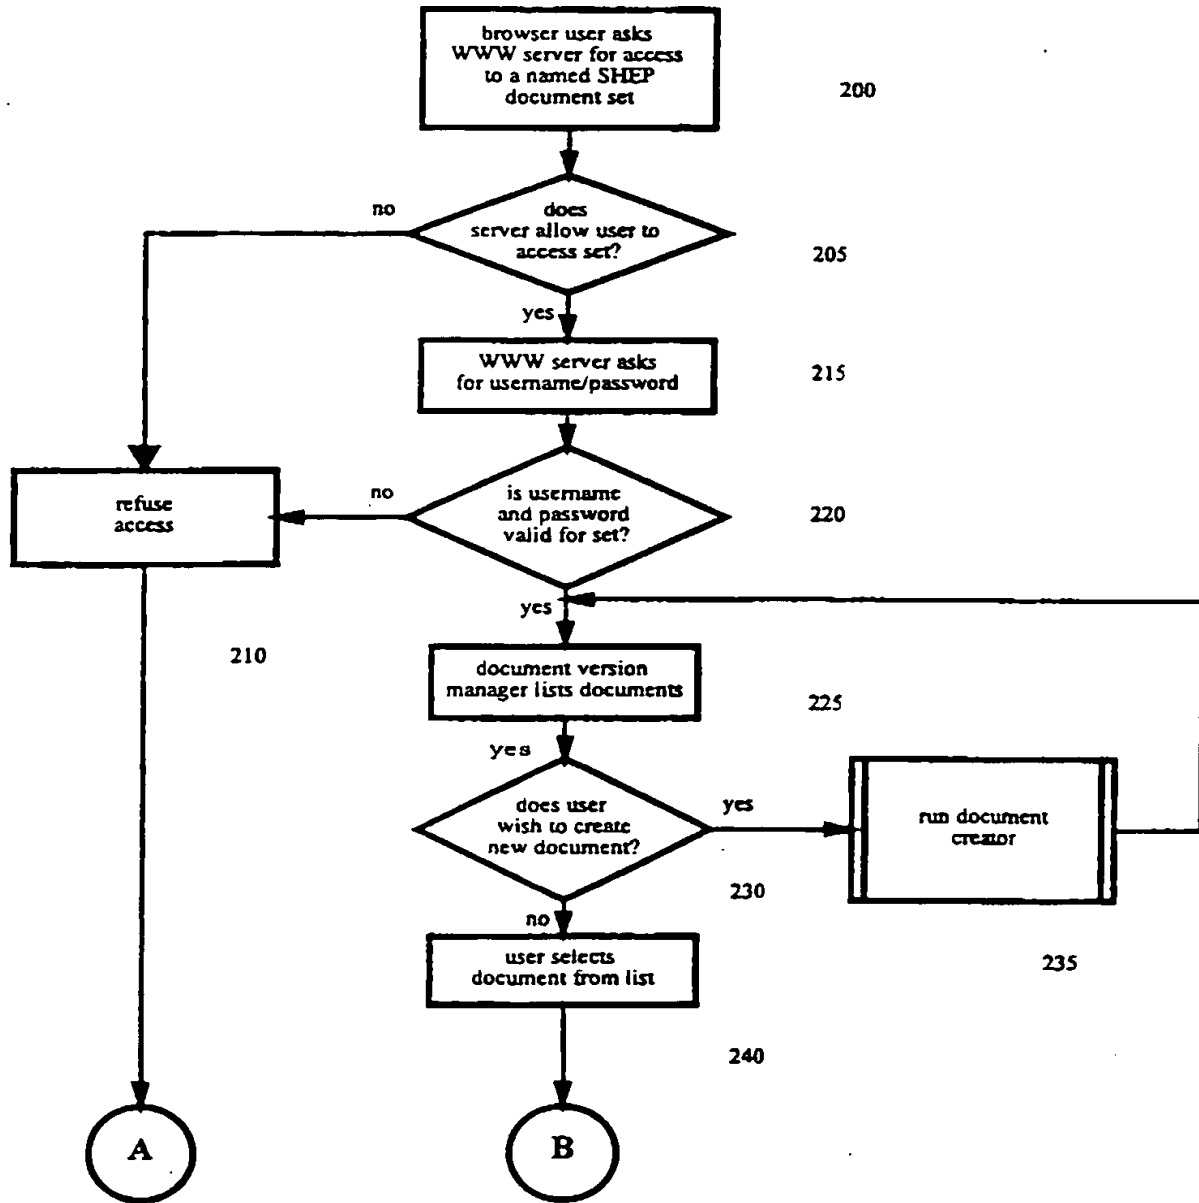 browser user asks
WWW server for access
to a named SHEP
document set
200
no
does
server allow user to
access set?
205
yes
WWW server asks
for username/password
215
refuse
access
no
is username
and password
valid for set?
220
yes
210
document version
manager lists documents
225
yes
does user
wish to create
new document?
yes
run document
creator
230
no
user selects
document from list
235
240
A
B